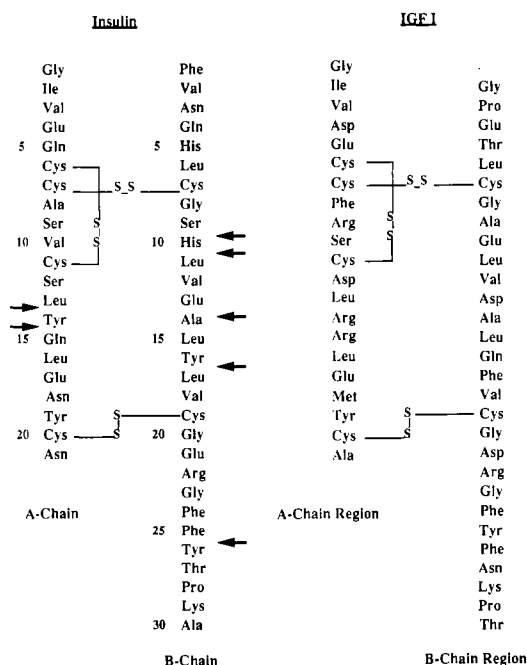 Insulin
IGF I
Gly
Ile
Val
Glu
5 Gln
Cys
Cys
Ala
Ser
10 Val
Cys
Ser
Leu
Tyr
15 Gln
Leu
Glu
Asn
Tyr
20 Cys
Asn
A-Chain
S
S
S_S
S
S
Phe
Val
Asn
Gln
5 His
Leu
Cys
Gly
Ser
10 His
Leu
Val
Glu
Ala
15 Leu
Tyr
Leu
Val
Cys
20 Gly
Glu
Arg
Gly
Phe
25 Phe
Tyr
Thr
Pro
Lys
30 Ala
B-Chain
Gly
Ile
Val
Asp
Glu
Cys
Cys
Phe
Arg
Ser
Cys
Asp
Leu
Arg
Arg
Leu
Glu
Met
Tyr
Cys
Ala
A-Chain Region
S_S
S
S
S
S
Gly
Pro
Glu
Thr
Leu
Cys
Gly
Ala
Glu
Leu
Val
Asp
Ala
Leu
Gln
Phe
Val
Cys
Gly
Asp
Arg
Gly
Phe
Tyr
Phe
Asn
Lys
Pro
Thr
B-Chain Region